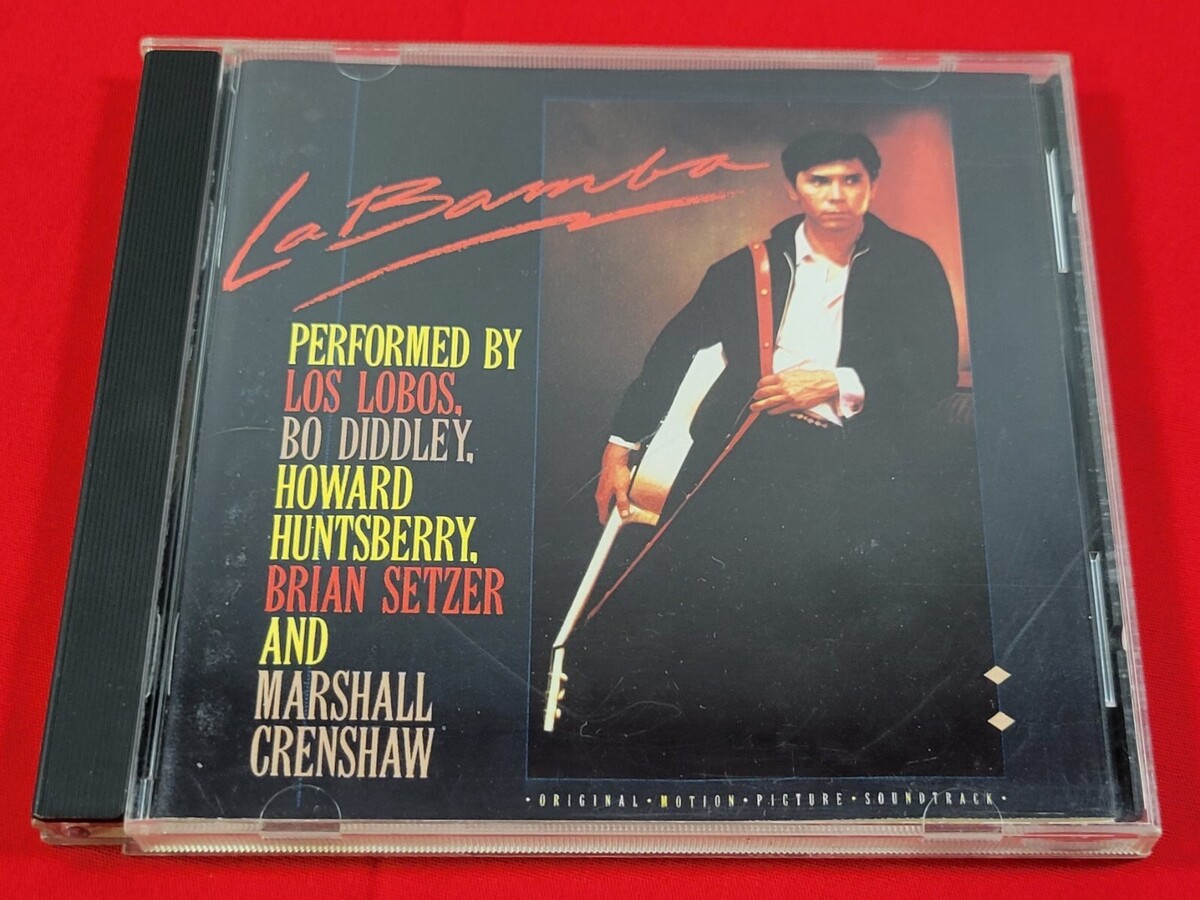 La Bamba
PERFORMED BY
LOS LOBOS,
BO DIDDLEY,
HOWARD
HUNTSBERRY,
BRIAN SETZER
AND
MARSHALL
CRENSHAW
• ORIGINAL • MOTION • PICTURE • SOUNDTRACK •